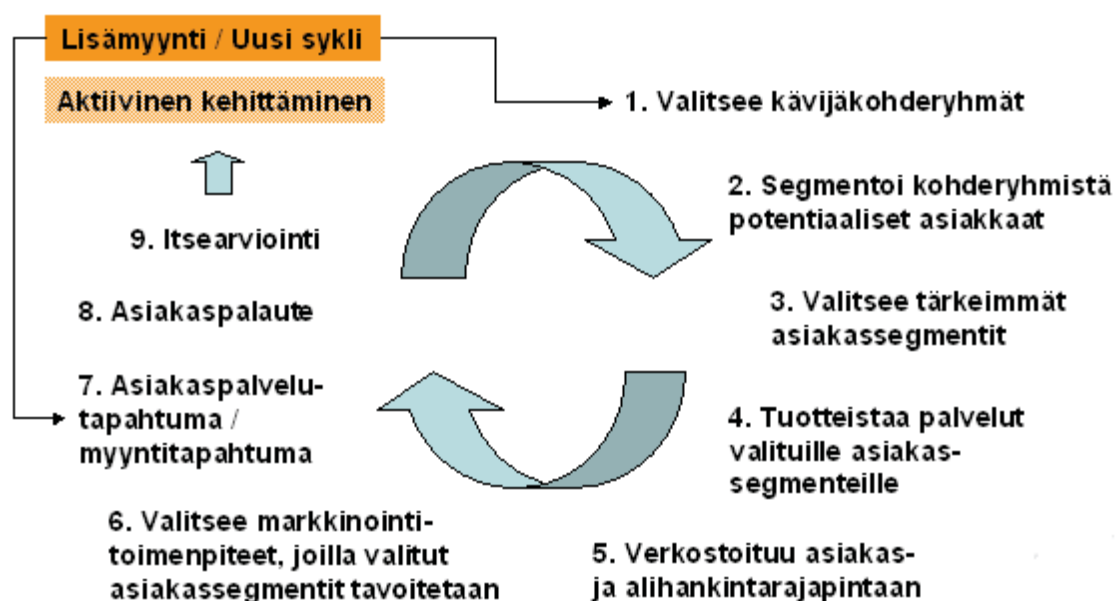 Lisämyynti / Uusi sykli
Aktiivinen kehittäminen
1. Valitsee kävijäkohderyhmät
2. Segmentoi kohderyhmistä
potentiaaliset asiakkaat
3. Valitsee tärkeimmät
asiakassegmentit
4. Tuotteistaa palvelut
valituille asiakas-
segmenteille
5. Verkostoituu asiakas-
ja alihankintarajapintaan
6. Valitsee markkinointi-
toimenpiteet, joilla valitut
asiakassegmentit tavoitetaan
7. Asiakaspalvelu-
tapahtuma /
myyntitapahtuma
8. Asiakaspalaute
9. Itsearviointi